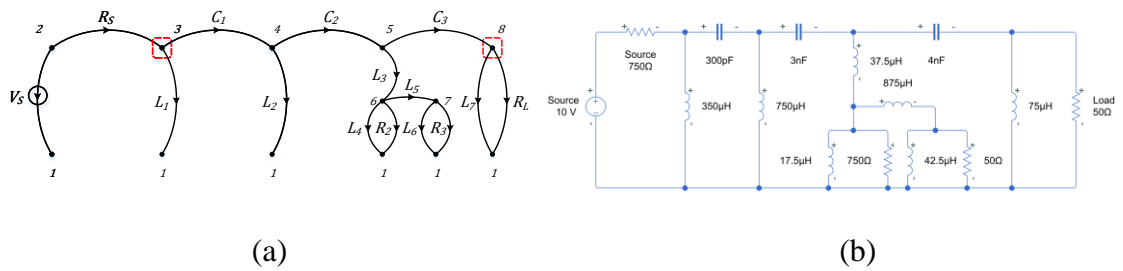 2 R_S 3 C_1 4 C_2 5 C_3 8
V_S L_1 L_2 L_3 L_7 R_L
6 L_5 7
L_4 R_2 L_6 R_3
1 1 1 1 1 1
(a)
+ - + - + - + -
Source
750Ω
300pF
3nF
37.5μH
4nF
875μH
+ -
Source
10 V
350μH
750μH
75μH
Load
50Ω
17.5μH
750Ω
42.5μH
50Ω
(b)